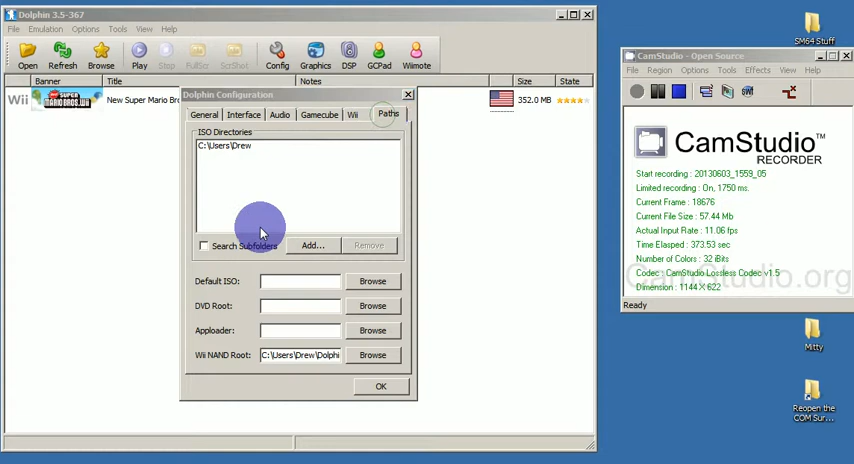 Dolphin 3.5-367
File Emulation Options Tools View Help
Open Refresh Browse Play Stop FullScr ScrShot Config Graphics DSP GCPad Wiimote
Banner Title Notes Size State
Wii New Super Mario Bro 352.0 MB
Dolphin Configuration
General Interface Audio Gamecube Wii Paths
ISO Directories
C:\Users\Drew
Search Subfolders Add... Remove
Default ISO: Browse
DVD Root: Browse
Apploader: Browse
Wii NAND Root: C:\Users\Drew\Dolphi Browse
OK
SM64 Stuff
CamStudio - Open Source
File Region Options Tools Effects View Help
CamStudio™
RECORDER
Start recording : 20130603_1559_05
Limited recording : On, 1750 ms.
Current Frame : 18676
Current File Size : 57.44 Mb
Actual Input Rate : 11.06 fps
Time Elasped : 373.53 sec
Number of Colors : 32 iBits
Codec : CamStudio Lossless Codec v1.5
Dimension : 1144 X 622
CamStudio.org
Ready
Mitty
Reopen the
COM Sur...